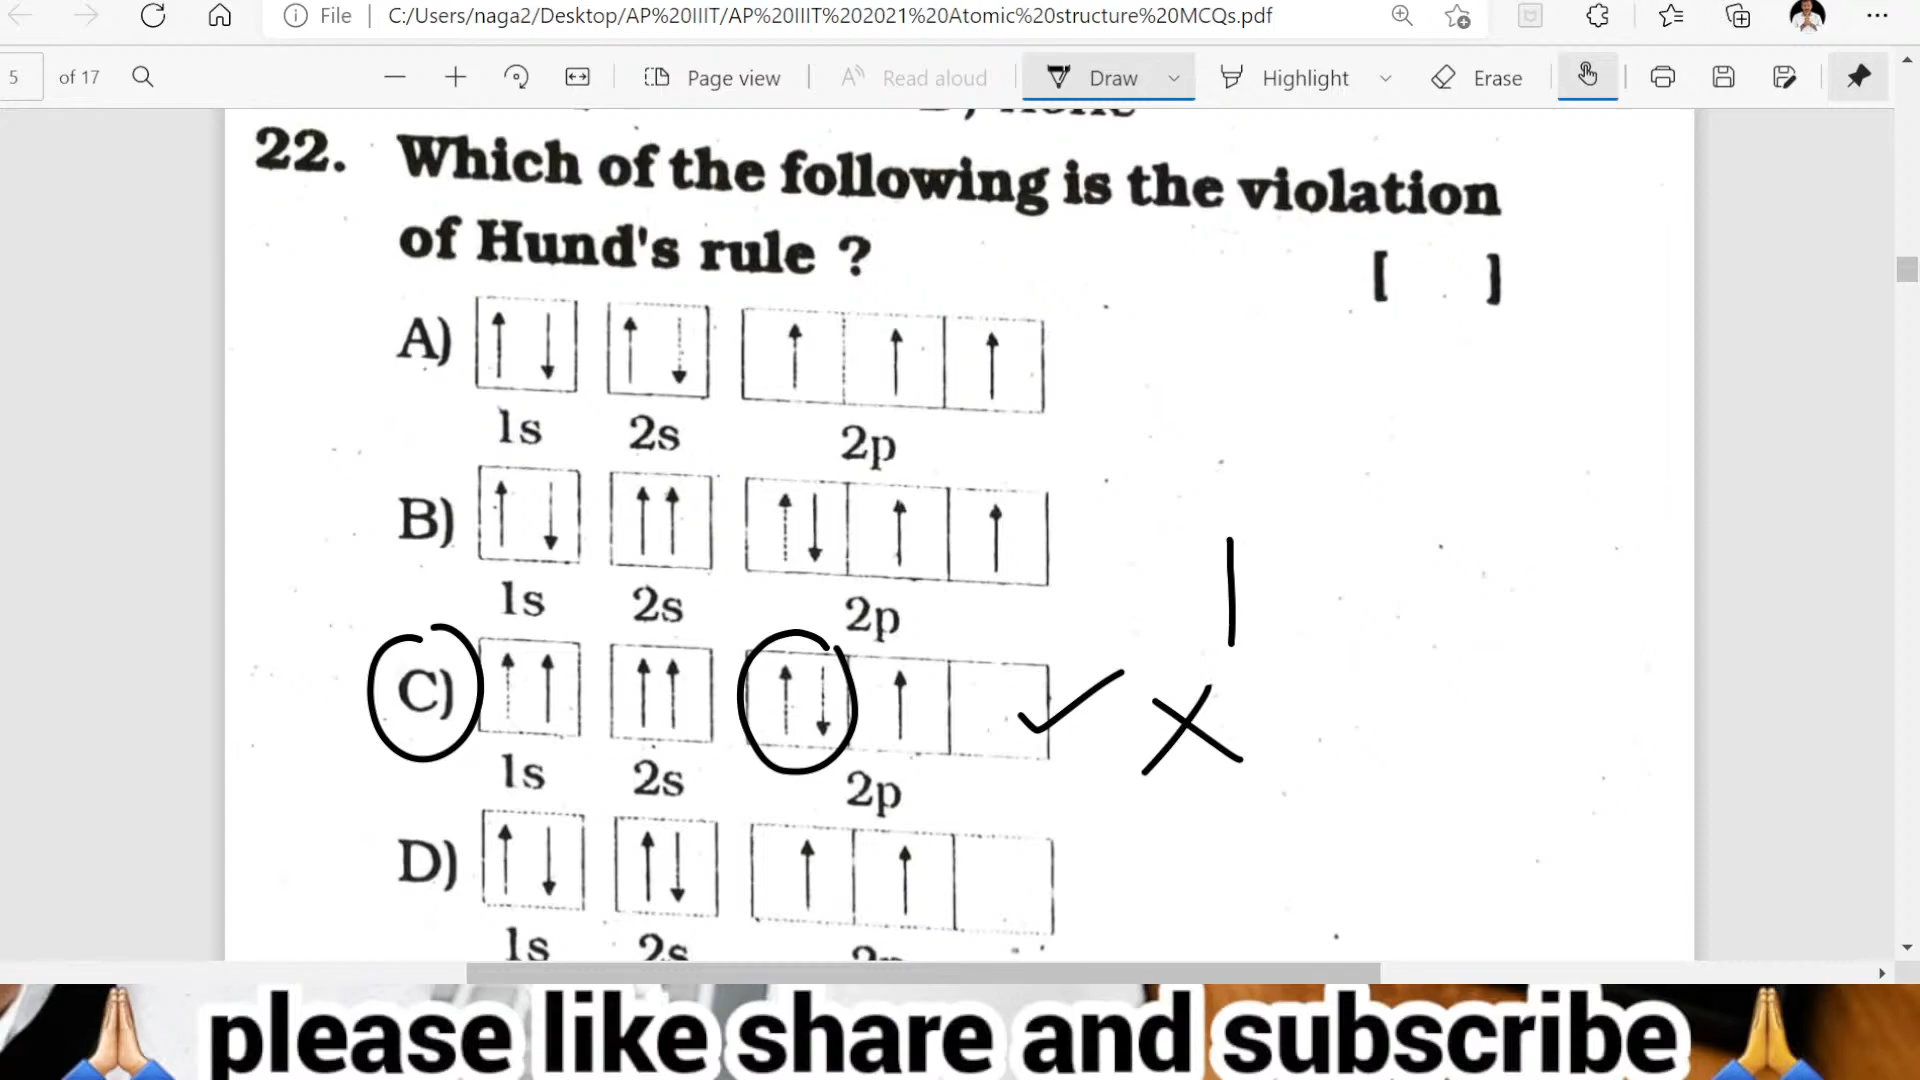 File | C:/Users/naga2/Desktop/AP%20IIIT/AP%20IIIT%202021%20Atomic%20structure%20MCQs.pdf
5 of 17 Page view Read aloud Draw Highlight Erase
22. Which of the following is the violation
of Hund's rule ? [ ]
A)
1s 2s 2p
B)
1s 2s 2p
C)
1s 2s 2p
D)
1s 2s
please like share and subscribe